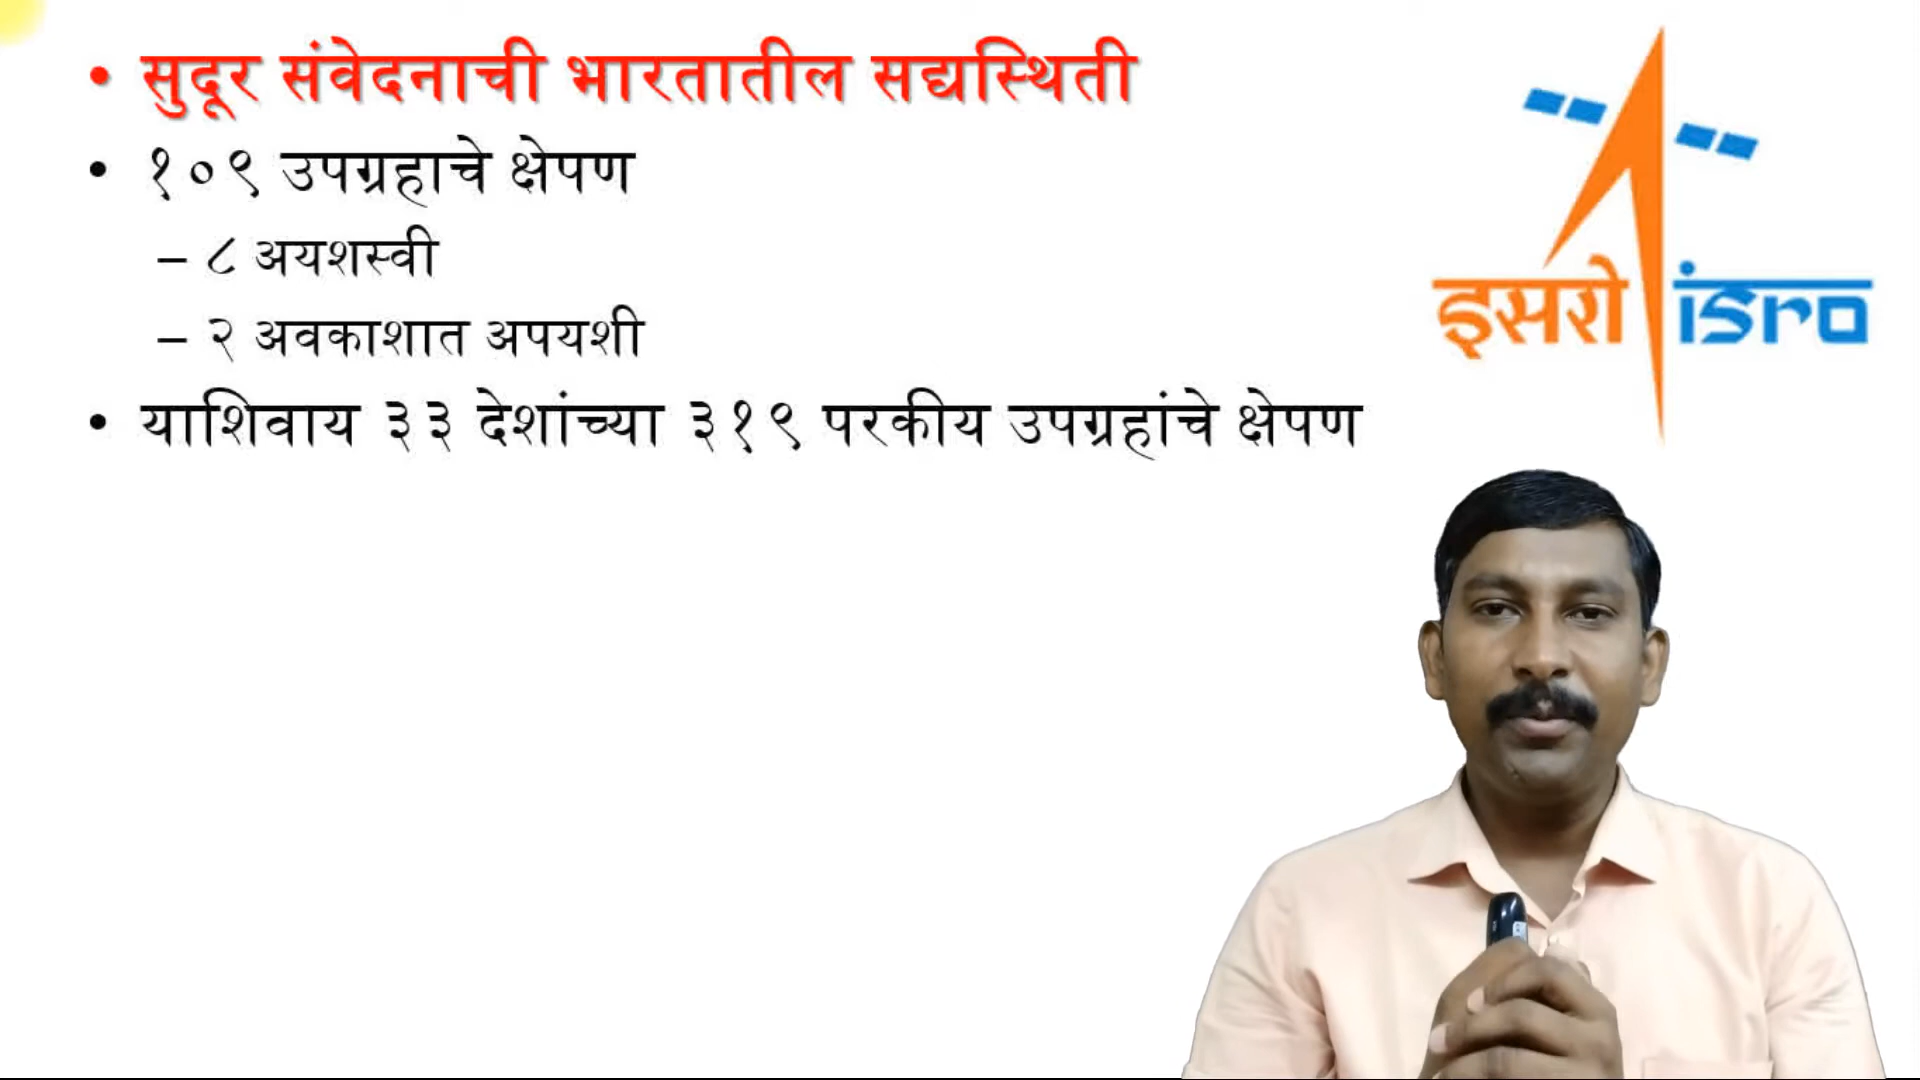 • सुदूर संवेदनाची भारतातील सद्यस्थिती
• १०९ उपग्रहाचे क्षेपण
– ८ अयशस्वी
– २ अवकाशात अपयशी
• याशिवाय ३३ देशांच्या ३१९ परकीय उपग्रहांचे क्षेपण
इसरो isro